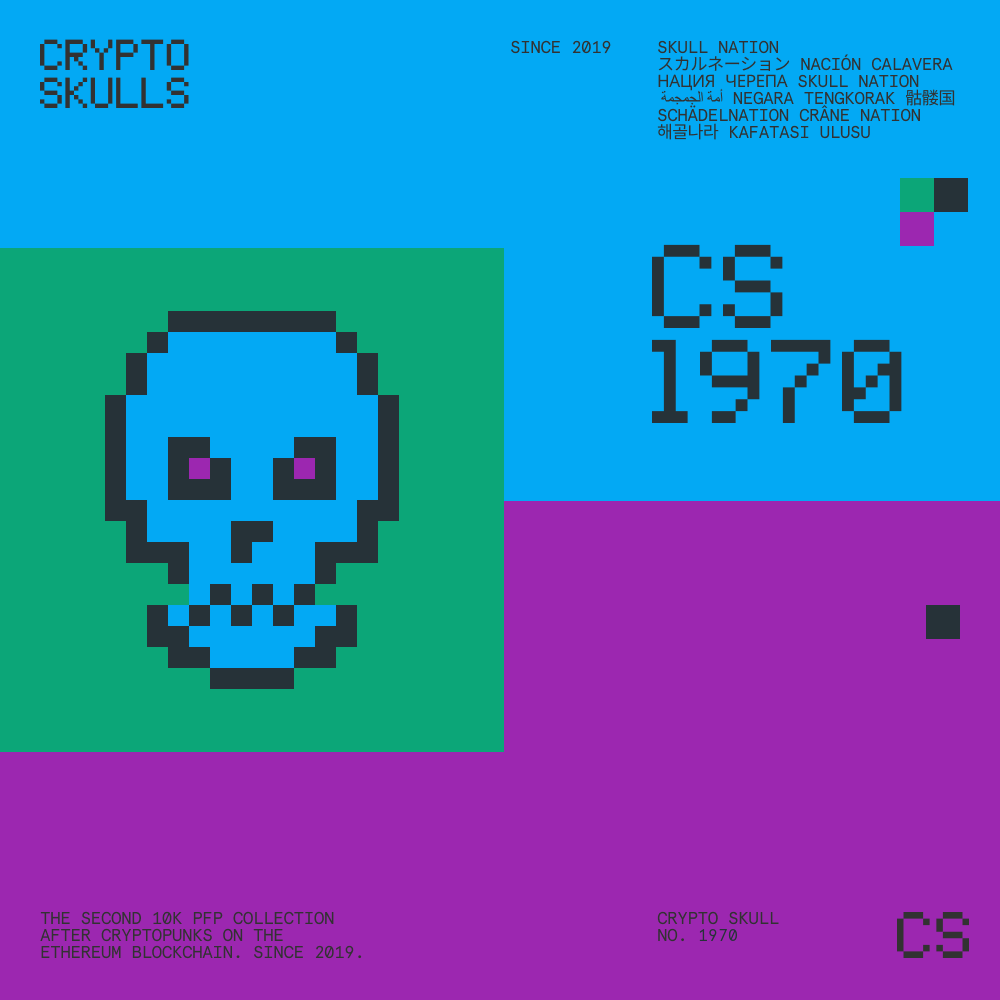 CRYPTO
SKULLS
SINCE 2019
SKULL NATION
スカルネーション NACIÓN CALAVERA
НАЦИЯ ЧЕРЕПА SKULL NATION
أمة الجمجمة NEGARA TENGKORAK 骷髅国
SCHÄDELNATION CRÂNE NATION
해골나라 KAFATASI ULUSU
CS
1970
THE SECOND 10K PFP COLLECTION
AFTER CRYPTOPUNKS ON THE
ETHEREUM BLOCKCHAIN. SINCE 2019.
CRYPTO SKULL
NO. 1970
CS